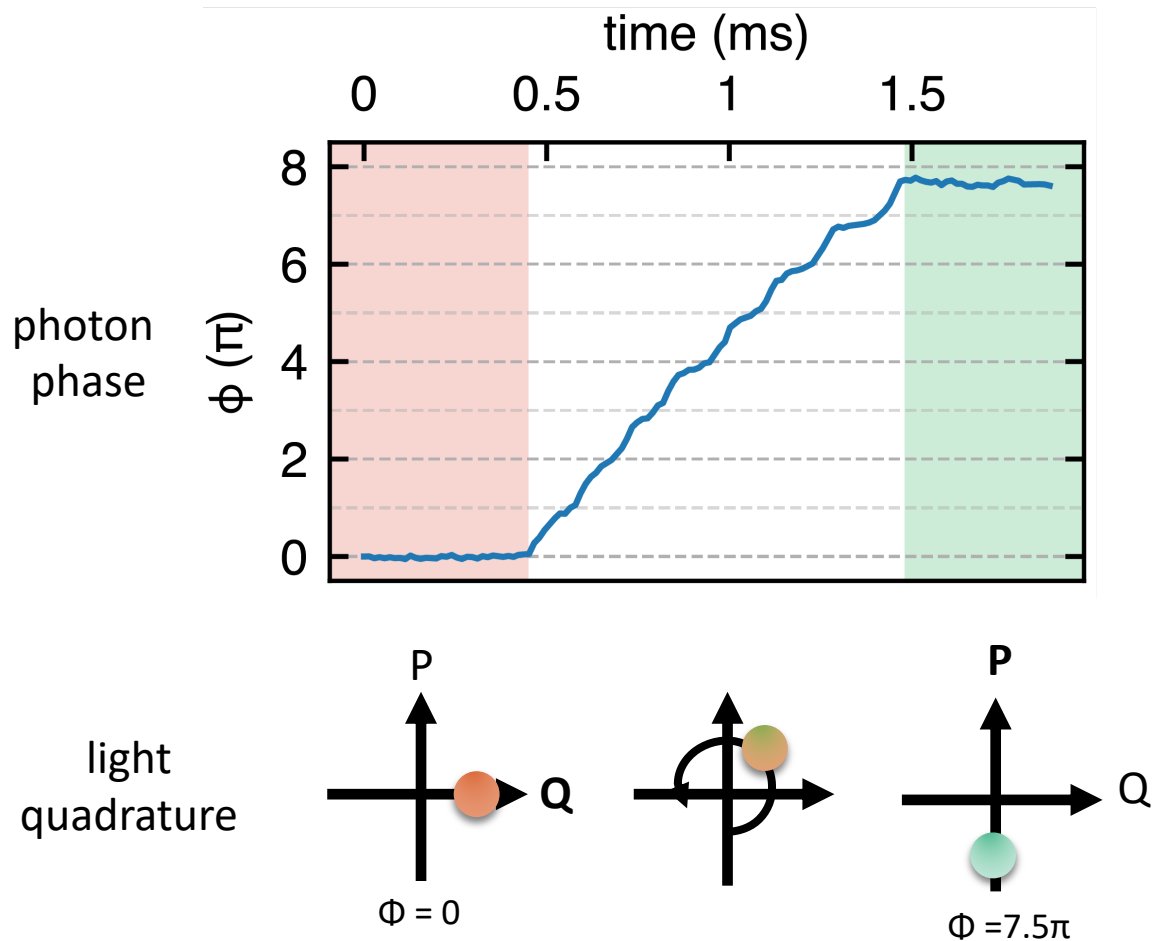 time (ms)
0 0.5 1 1.5
8
6
4
2
0
ϕ (π)
photon
phase
P
Q
Φ = 0
P
Q
Φ =7.5π
light
quadrature